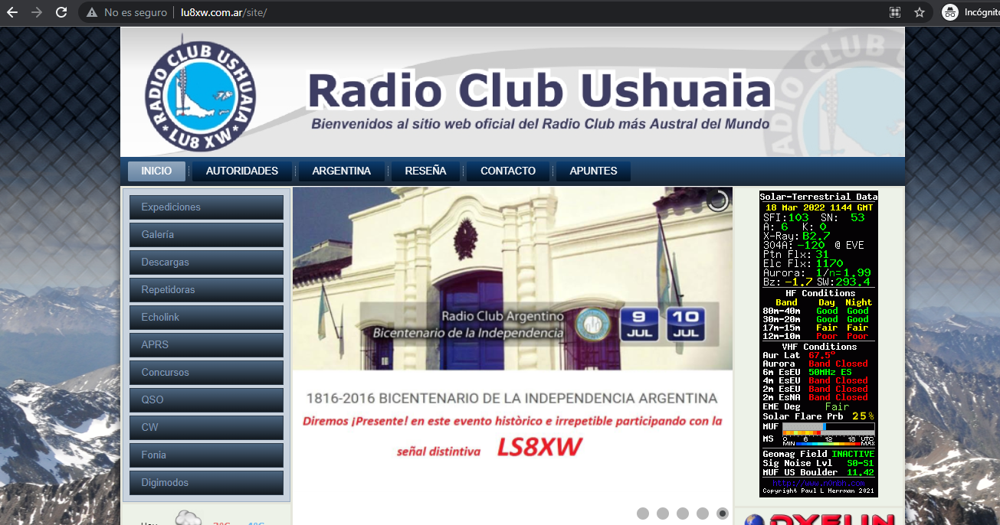 No es seguro | lu8xw.com.ar/site/
Incógnito
RADIO CLUB USHUAIA
LU8 XW
Radio Club Ushuaia
Bienvenidos al sitio web oficial del Radio Club más Austral del Mundo
INICIO AUTORIDADES ARGENTINA RESEÑA CONTACTO APUNTES
Expediciones
Galería
Descargas
Repetidoras
Echolink
APRS
Concursos
QSO
CW
Fonia
Digimodos
Radio Club Argentino
Bicentenario de la Independencia
9 JUL
10 JUL
1816-2016 BICENTENARIO DE LA INDEPENDENCIA ARGENTINA
Diremos ¡Presente! en este evento històrico e irrepetible participando con la
señal distintiva LS8XW
Solar-Terrestrial Data
18 Mar 2022 1144 GMT
SFI:103 SN: 53
A: 6 K: 0
X-Ray: B2.7
304A: -120 @ EVE
Ptn Flx: 31
Elc Flx: 1170
Aurora: 1/n=1.99
Bz: -1.7 SW:293.4
HF Conditions
Band Day Night
80m-40m Good Good
30m-20m Good Good
17m-15m Fair Fair
12m-10m Poor Poor
VHF Conditions
Aur Lat 67.5°
Aurora Band Closed
6m EsEU 50MHz ES
4m EsEU Band Closed
2m EsEU Band Closed
2m EsNA Band Closed
EME Deg Fair
Solar Flare Prb 25%
MUF
MS 0 6 12 18 UTC
MIN MAX
Geomag Field INACTIVE
Sig Noise Lvl S0-S1
MUF US Boulder 11.42
http://www.n0nbh.com
Copyright Paul L Herrman 2021